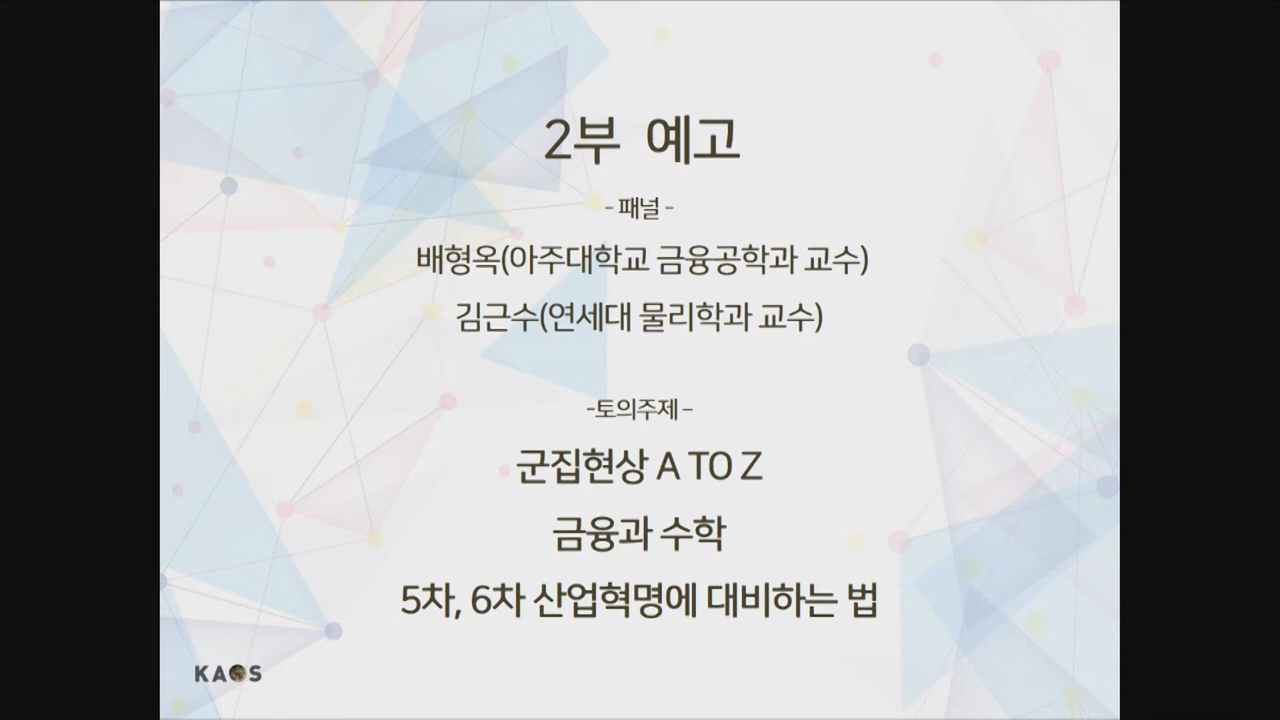 2부 예고
- 패널 -
배형옥(아주대학교 금융공학과 교수)
김근수(연세대 물리학과 교수)
-토의주제-
군집현상 A TO Z
금융과 수학
5차, 6차 산업혁명에 대비하는 법
KAOS